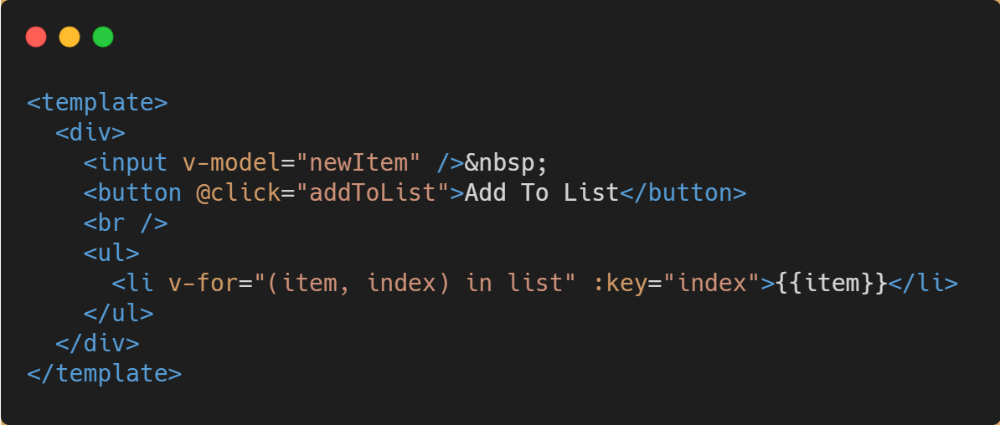 <template>
  <div>
    <input v-model="newItem" />&nbsp;
    <button @click="addToList">Add To List</button>
    <br />
    <ul>
      <li v-for="(item, index) in list" :key="index">{{item}}</li>
    </ul>
  </div>
</template>